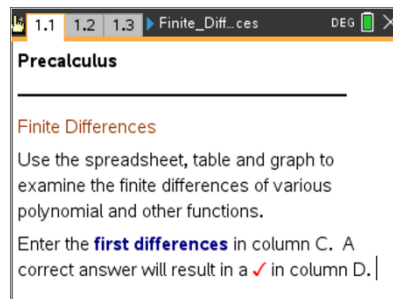 1.1 1.2 1.3 Finite_Diff...ces DEG
Precalculus
Finite Differences
Use the spreadsheet, table and graph to
examine the finite differences of various
polynomial and other functions.
Enter the first differences in column C. A
correct answer will result in a ✓ in column D.